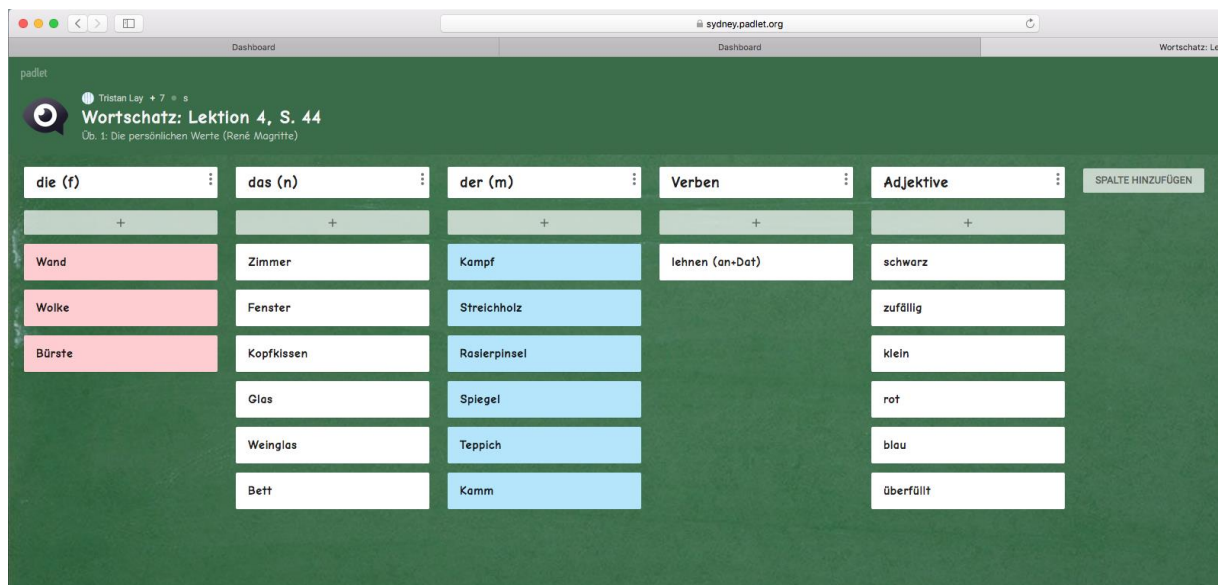 sydney.padlet.org
Dashboard
Dashboard
Wortschatz: Le
padlet
Tristan Lay + 7 s
Wortschatz: Lektion 4, S. 44
Üb. 1: Die persönlichen Werte (René Magritte)
die (f)
das (n)
der (m)
Verben
Adjektive
SPALTE HINZUFÜGEN
+
+
+
+
+
Wand
Wolke
Bürste
Zimmer
Fenster
Kopfkissen
Glas
Weinglas
Bett
Kampf
Streichholz
Rasierpinsel
Spiegel
Teppich
Kamm
lehnen (an+Dat)
schwarz
zufällig
klein
rot
blau
überfüllt